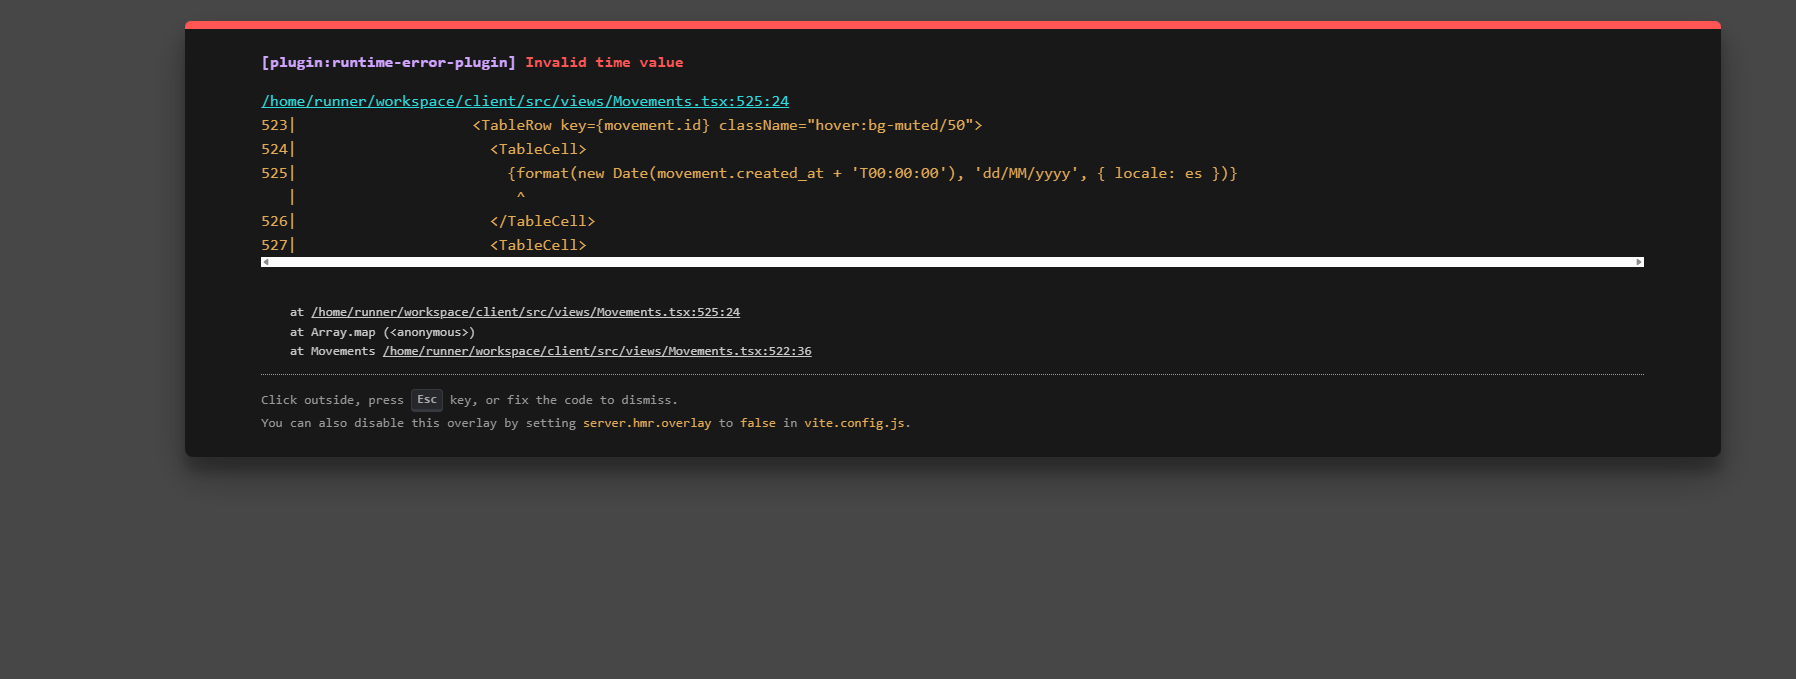 [plugin:runtime-error-plugin] Invalid time value
/home/runner/workspace/client/src/views/Movements.tsx:525:24
523|                    <TableRow key={movement.id} className="hover:bg-muted/50">
524|                      <TableCell>
525|                        {format(new Date(movement.created_at + 'T00:00:00'), 'dd/MM/yyyy', { locale: es })}
   |                         ^
526|                      </TableCell>
527|                      <TableCell>
at /home/runner/workspace/client/src/views/Movements.tsx:525:24
at Array.map (<anonymous>)
at Movements /home/runner/workspace/client/src/views/Movements.tsx:522:36
Click outside, press Esc key, or fix the code to dismiss.
You can also disable this overlay by setting server.hmr.overlay to false in vite.config.js.